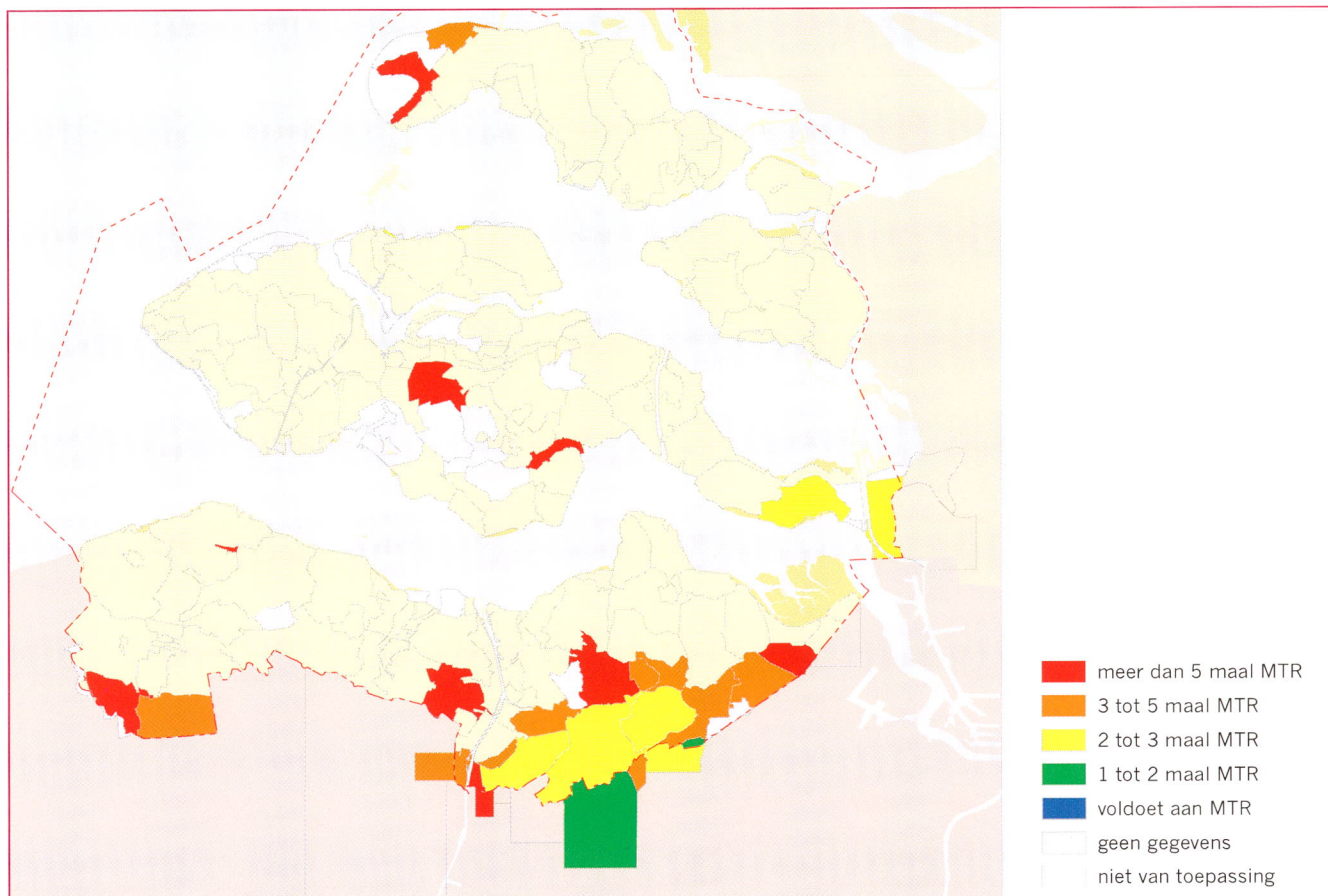 meer dan 5 maal MTR
3 tot 5 maal MTR
2 tot 3 maal MTR
1 tot 2 maal MTR
voldoet aan MTR
geen gegevens
niet van toepassing